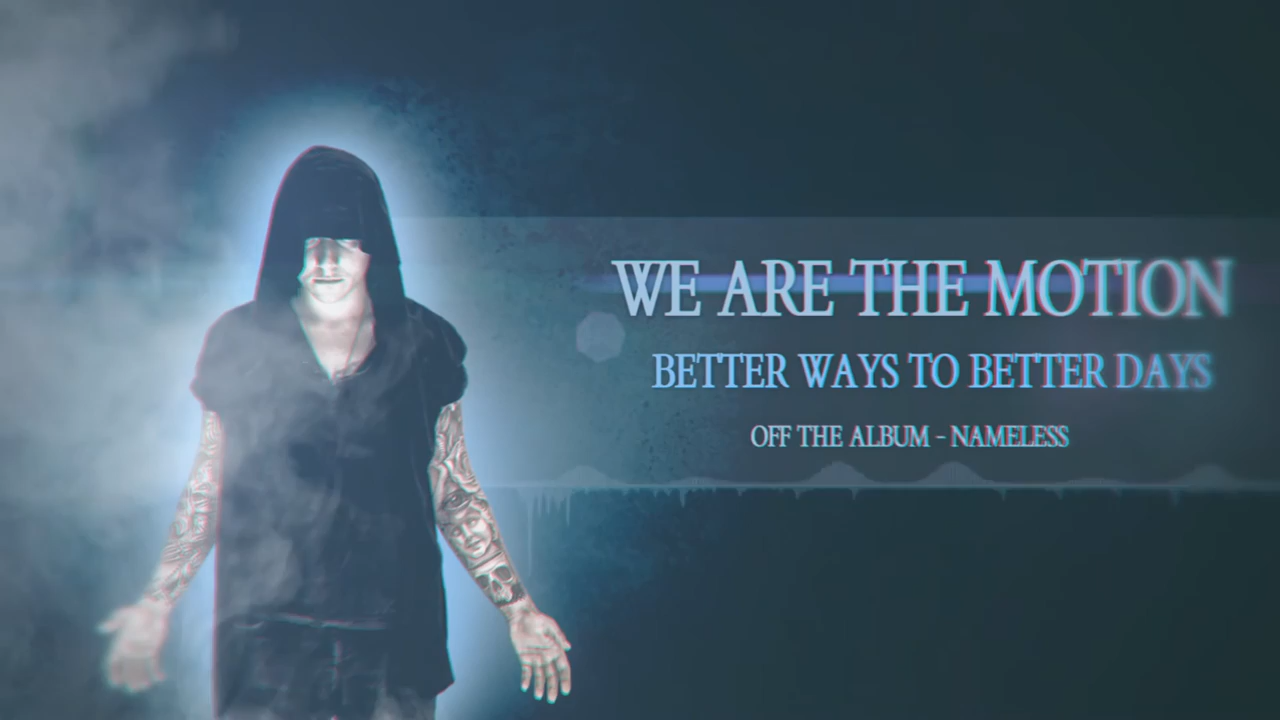 WE ARE THE MOTION
BETTER WAYS TO BETTER DAYS
OFF THE ALBUM - NAMELESS